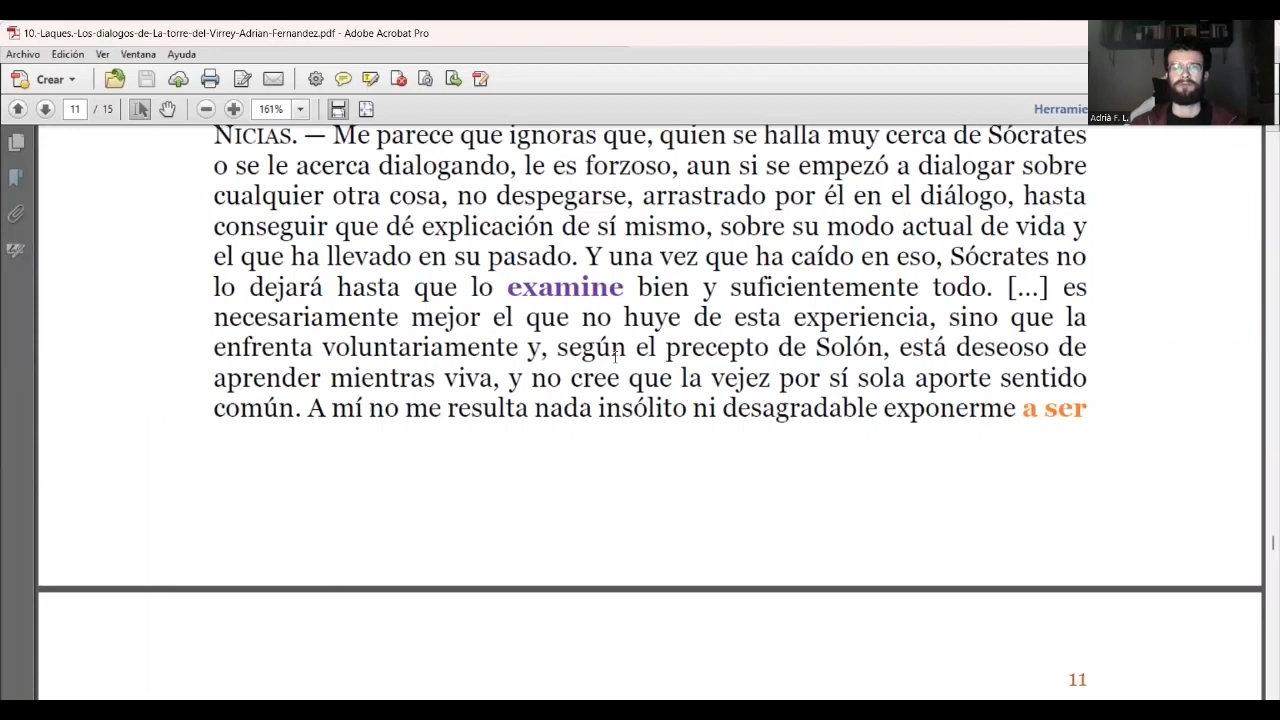 10.-Laques.-Los-dialogos-de-La-torre-del-Virrey-Adrian-Fernandez.pdf - Adobe Acrobat Pro
Archivo Edición Ver Ventana Ayuda
Crear
11 / 15 161% Herramie
Adrià F. L.
NICIAS. — Me parece que ignoras que, quien se halla muy cerca de Sócrates
o se le acerca dialogando, le es forzoso, aun si se empezó a dialogar sobre
cualquier otra cosa, no despegarse, arrastrado por él en el diálogo, hasta
conseguir que dé explicación de sí mismo, sobre su modo actual de vida y
el que ha llevado en su pasado. Y una vez que ha caído en eso, Sócrates no
lo dejará hasta que lo examine bien y suficientemente todo. [...] es
necesariamente mejor el que no huye de esta experiencia, sino que la
enfrenta voluntariamente y, según el precepto de Solón, está deseoso de
aprender mientras viva, y no cree que la vejez por sí sola aporte sentido
común. A mí no me resulta nada insólito ni desagradable exponerme a ser
11